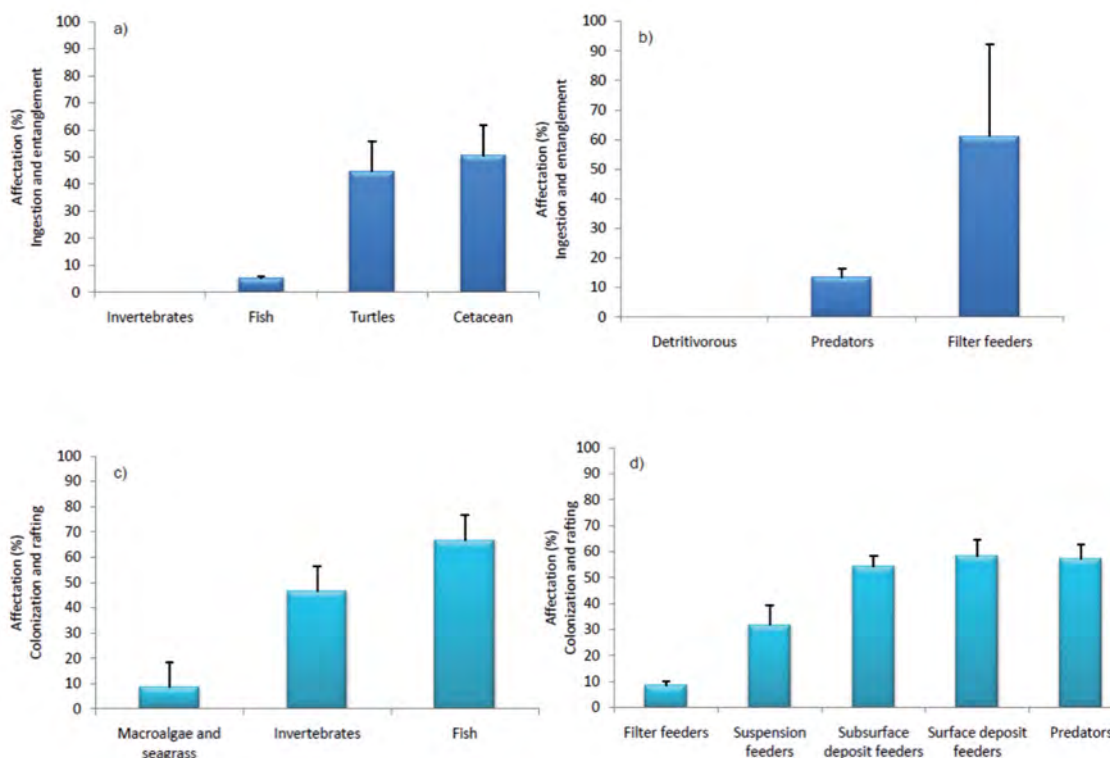 a)
Affectation (%)
Ingestion and entanglement
100
90
80
70
60
50
40
30
20
10
0
Invertebrates Fish Turtles Cetacean
b)
Affectation (%)
Ingestion and entanglement
100
90
80
70
60
50
40
30
20
10
0
Detritivorous Predators Filter feeders
c)
Affectation (%)
Colonization and rafting
100
90
80
70
60
50
40
30
20
10
0
Macroalgae and Invertebrates Fish
seagrass
d)
Affectation (%)
Colonization and rafting
100
90
80
70
60
50
40
30
20
10
0
Filter feeders Suspension Subsurface Surface deposit Predators
feeders deposit feeders feeders